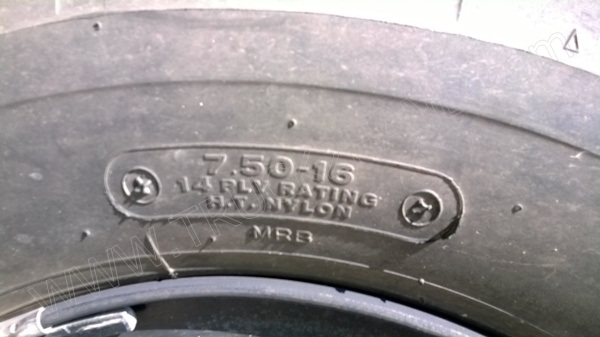 7.50-16
14 PLY RATING
H.T. NYLON
MRB